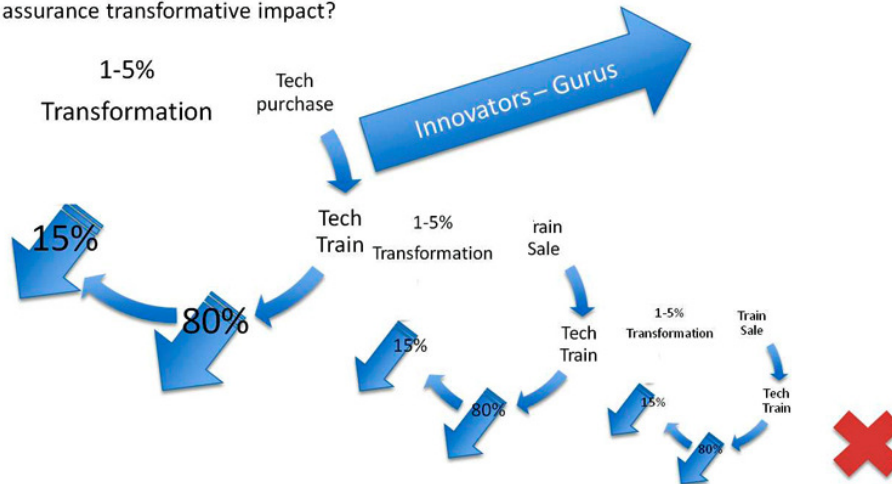 assurance transformative impact?
1-5%
Transformation
Tech
purchase
Innovators – Gurus
15%
80%
Tech
Train
1-5%
Transformation
rain
Sale
15%
80%
Tech
Train
1-5%
Transformation
Train
Sale
15%
80%
Tech
Train